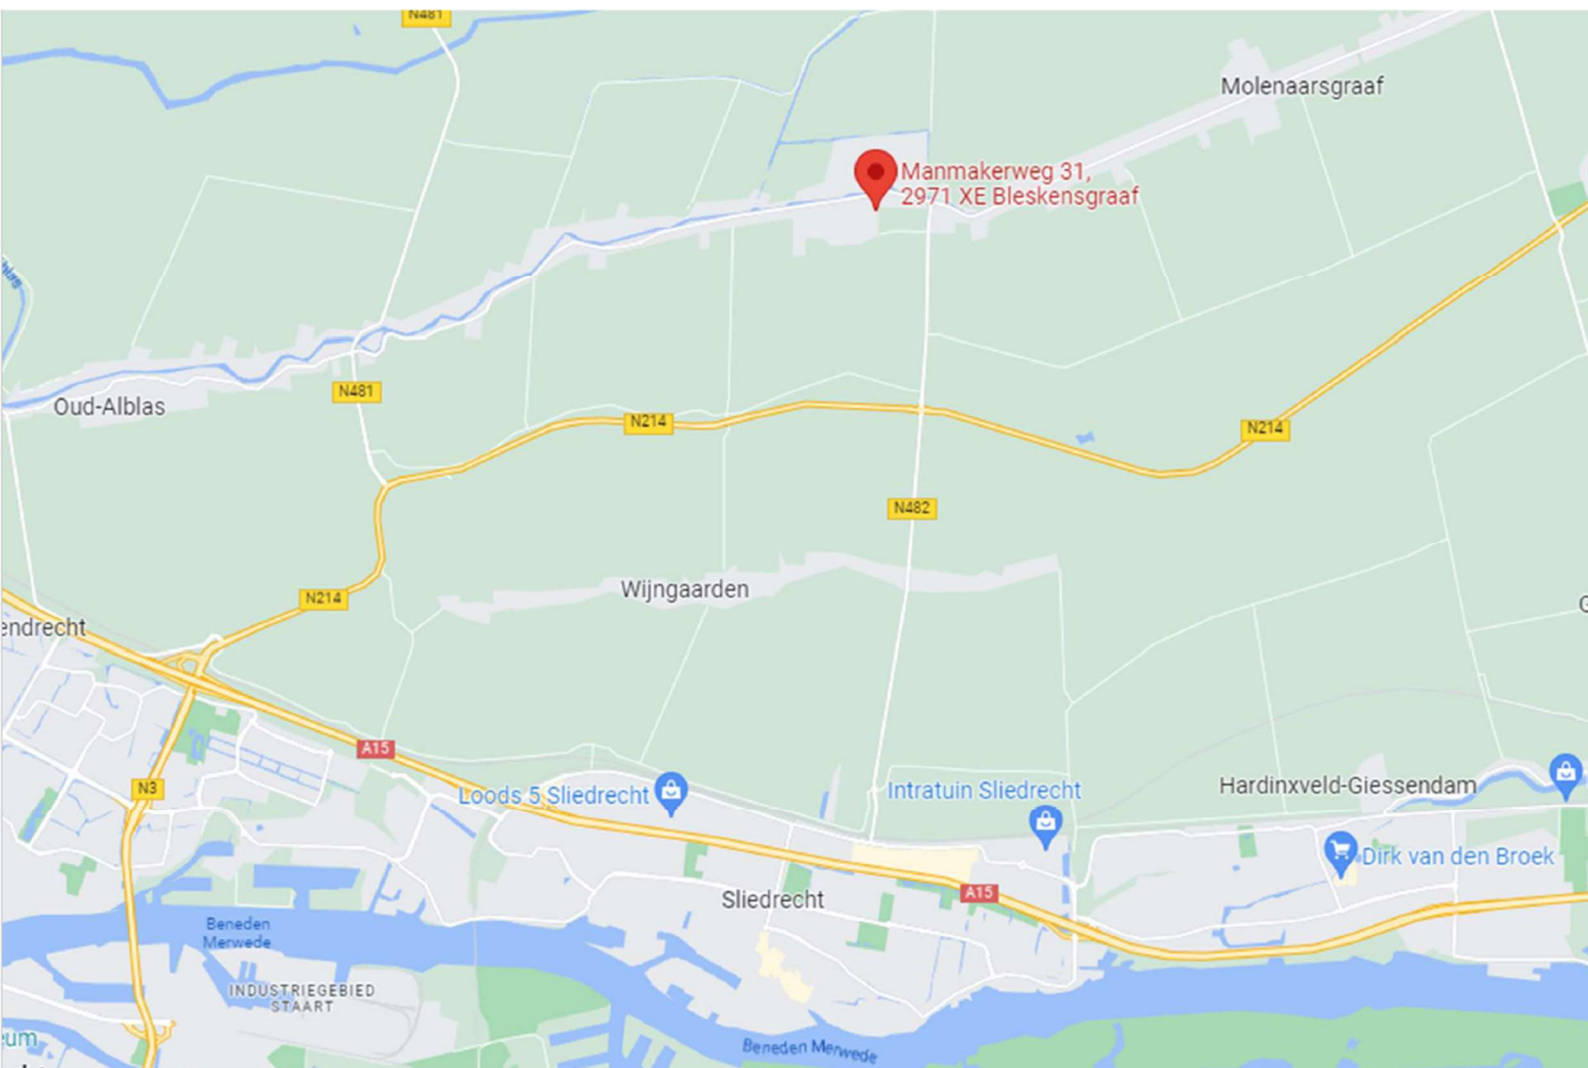 N481
Molenaarsgraaf
Manmakerweg 31,
2971 XE Bleskensgraaf
N481
Oud-Alblas
N214
N214
N482
Wijngaarden
N214
endrecht
A15
N3
Loods 5 Sliedrecht
Intratuin Sliedrecht
Hardinxveld-Giessendam
Dirk van den Broek
Sliedrecht
A15
Beneden
Merwede
INDUSTRIEGEBIED
STAART
eum
Beneden Merwede